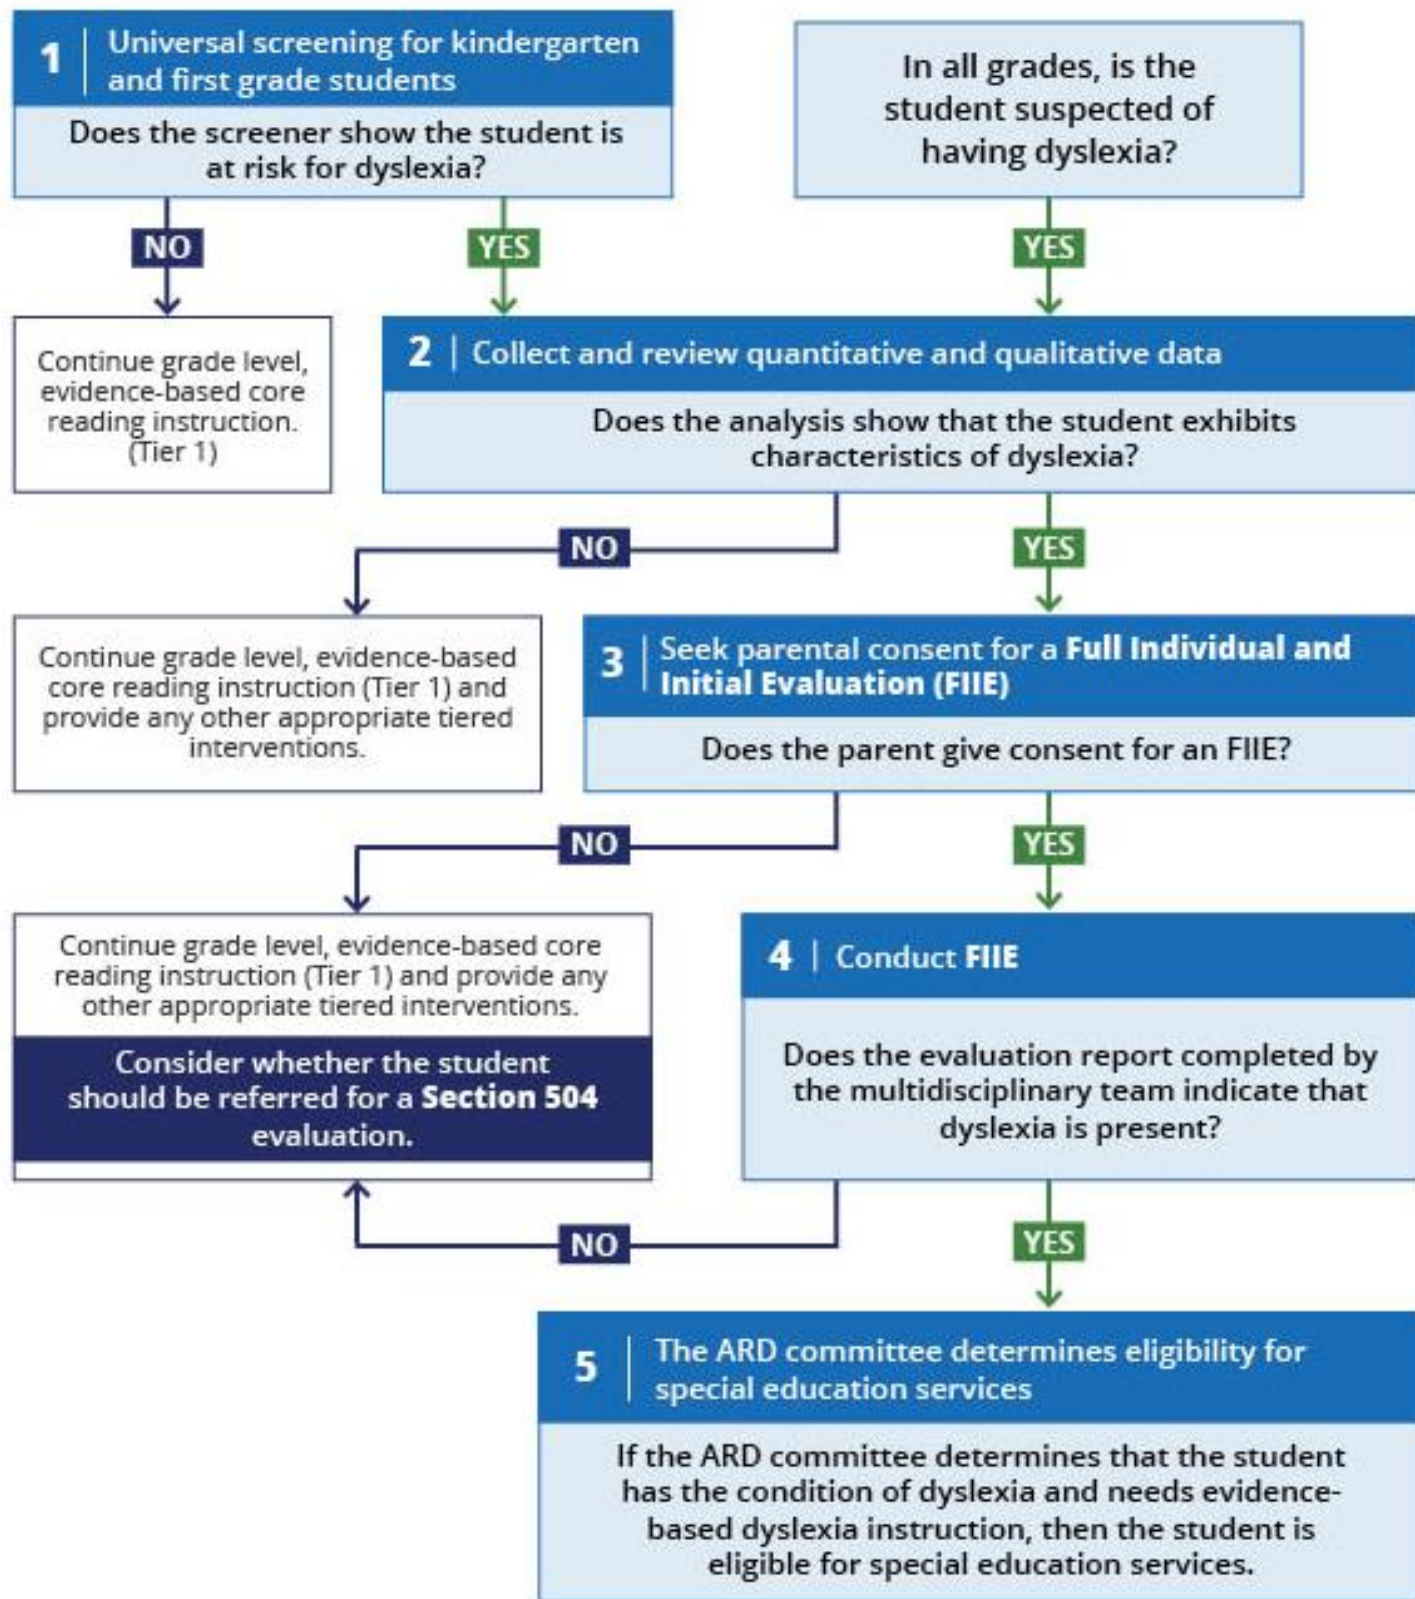 1
Universal screening for kindergarten
and first grade students
Does the screener show the student is
at risk for dyslexia?
In all grades, is the
student suspected of
having dyslexia?
NO
YES
YES
Continue grade level,
evidence-based core
reading instruction.
(Tier 1)
2
Collect and review quantitative and qualitative data
Does the analysis show that the student exhibits
characteristics of dyslexia?
NO
YES
Continue grade level, evidence-based
core reading instruction (Tier 1) and
provide any other appropriate tiered
interventions.
3
Seek parental consent for a Full Individual and
Initial Evaluation (FIIE)
Does the parent give consent for an FIIE?
NO
YES
Continue grade level, evidence-based core
reading instruction (Tier 1) and provide any
other appropriate tiered interventions.
Consider whether the student
should be referred for a Section 504
evaluation.
4
Conduct FIIE
Does the evaluation report completed by
the multidisciplinary team indicate that
dyslexia is present?
NO
YES
5
The ARD committee determines eligibility for
special education services
If the ARD committee determines that the student
has the condition of dyslexia and needs evidence-
based dyslexia instruction, then the student is
eligible for special education services.